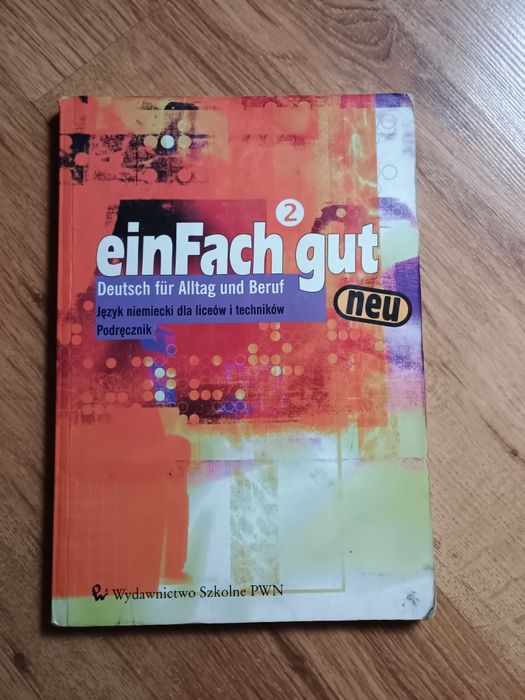 2
einFach gut
Deutsch für Alltag und Beruf
neu
Język niemiecki dla liceów i techników
Podręcznik
Wydawnictwo Szkolne PWN